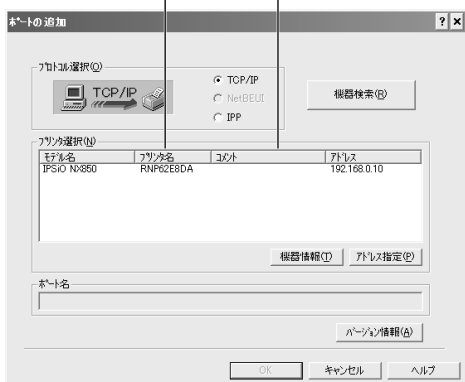 ﾎﾟｰﾄの追加
ﾌﾟﾛﾄｺﾙ選択(O)
TCP/IP
TCP/IP
NetBEUI
IPP
機器検索(R)
ﾌﾟﾘﾝﾀ選択(N)
ﾓﾃﾞﾙ名 ﾌﾟﾘﾝﾀ名 ｺﾒﾝﾄ ｱﾄﾞﾚｽ
IPSiO NX850 RNP62E8DA 192.168.0.10
機器情報(T) ｱﾄﾞﾚｽ指定(P)
ﾎﾟｰﾄ名
ﾊﾞｰｼﾞｮﾝ情報(A)
OK ｷｬﾝｾﾙ ﾍﾙﾌﾟ